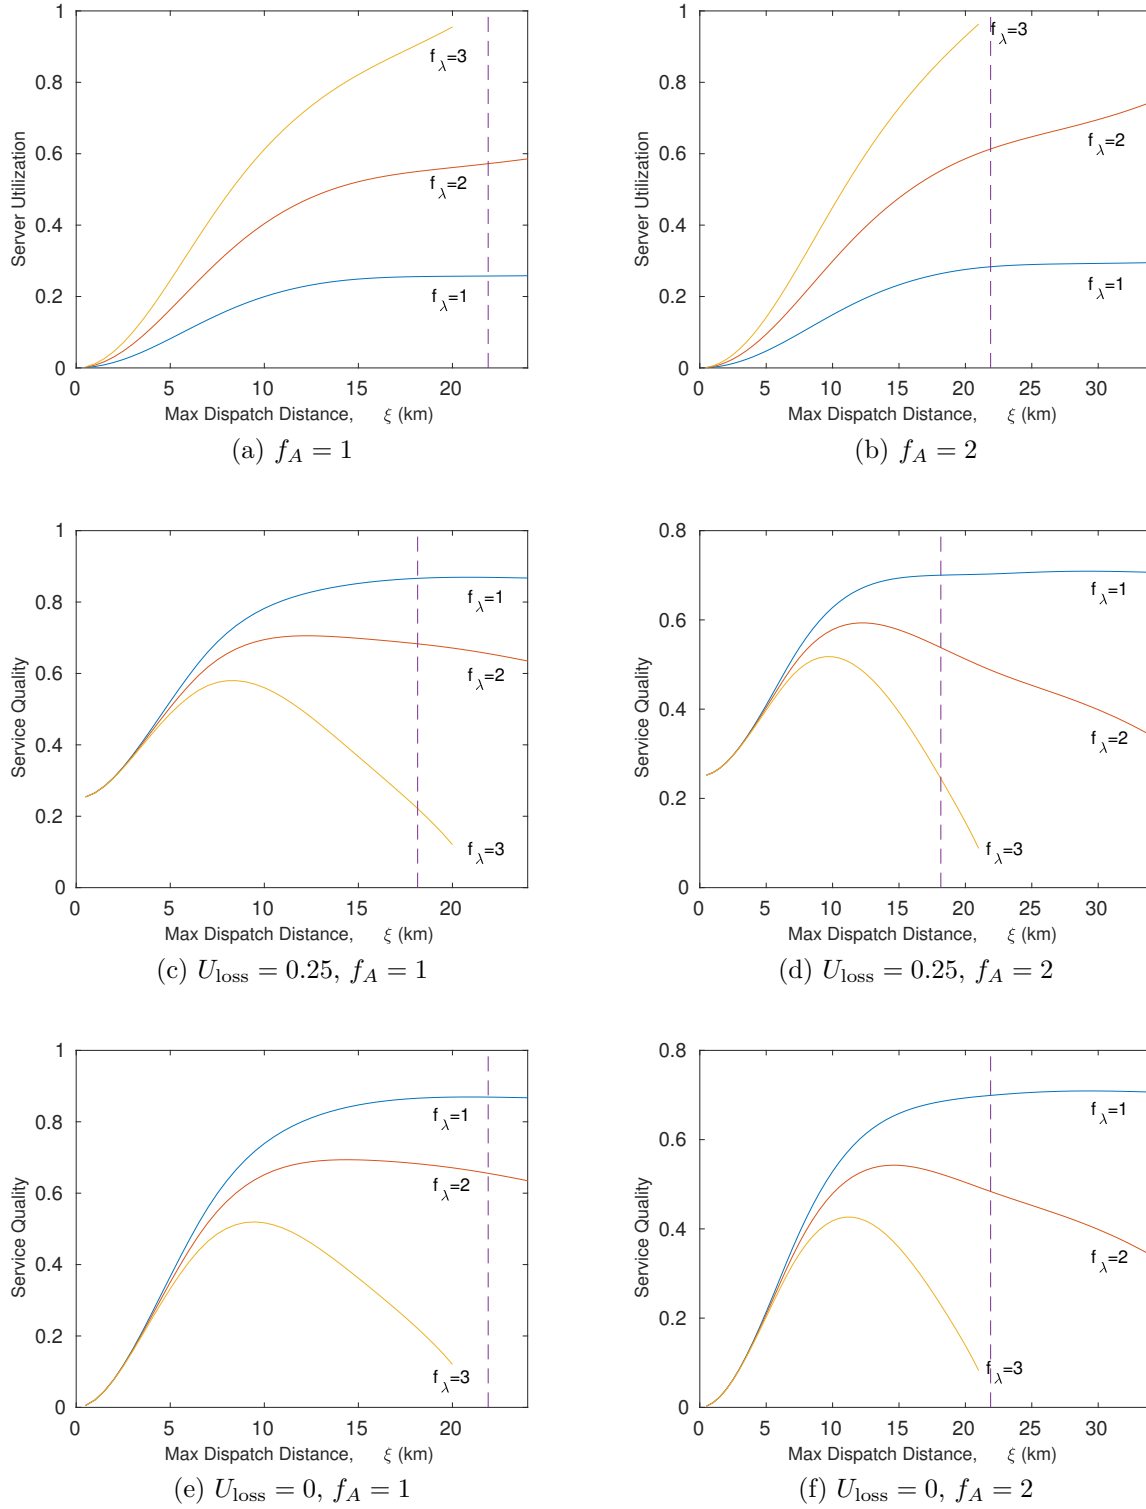 1
0.8
0.6
0.4
0.2
0
Server Utilization
f_λ=3
f_λ=2
f_λ=1
0 5 10 15 20
Max Dispatch Distance, ξ (km)
(a) f_A = 1
1
0.8
0.6
0.4
0.2
0
Server Utilization
f_λ=3
f_λ=2
f_λ=1
0 5 10 15 20 25 30
Max Dispatch Distance, ξ (km)
(b) f_A = 2
1
0.8
0.6
0.4
0.2
0
Service Quality
f_λ=1
f_λ=2
f_λ=3
0 5 10 15 20
Max Dispatch Distance, ξ (km)
(c) U_loss = 0.25, f_A = 1
0.8
0.6
0.4
0.2
0
Service Quality
f_λ=1
f_λ=2
f_λ=3
0 5 10 15 20 25 30
Max Dispatch Distance, ξ (km)
(d) U_loss = 0.25, f_A = 2
1
0.8
0.6
0.4
0.2
0
Service Quality
f_λ=1
f_λ=2
f_λ=3
0 5 10 15 20
Max Dispatch Distance, ξ (km)
(e) U_loss = 0, f_A = 1
0.8
0.6
0.4
0.2
0
Service Quality
f_λ=1
f_λ=2
f_λ=3
0 5 10 15 20 25 30
Max Dispatch Distance, ξ (km)
(f) U_loss = 0, f_A = 2